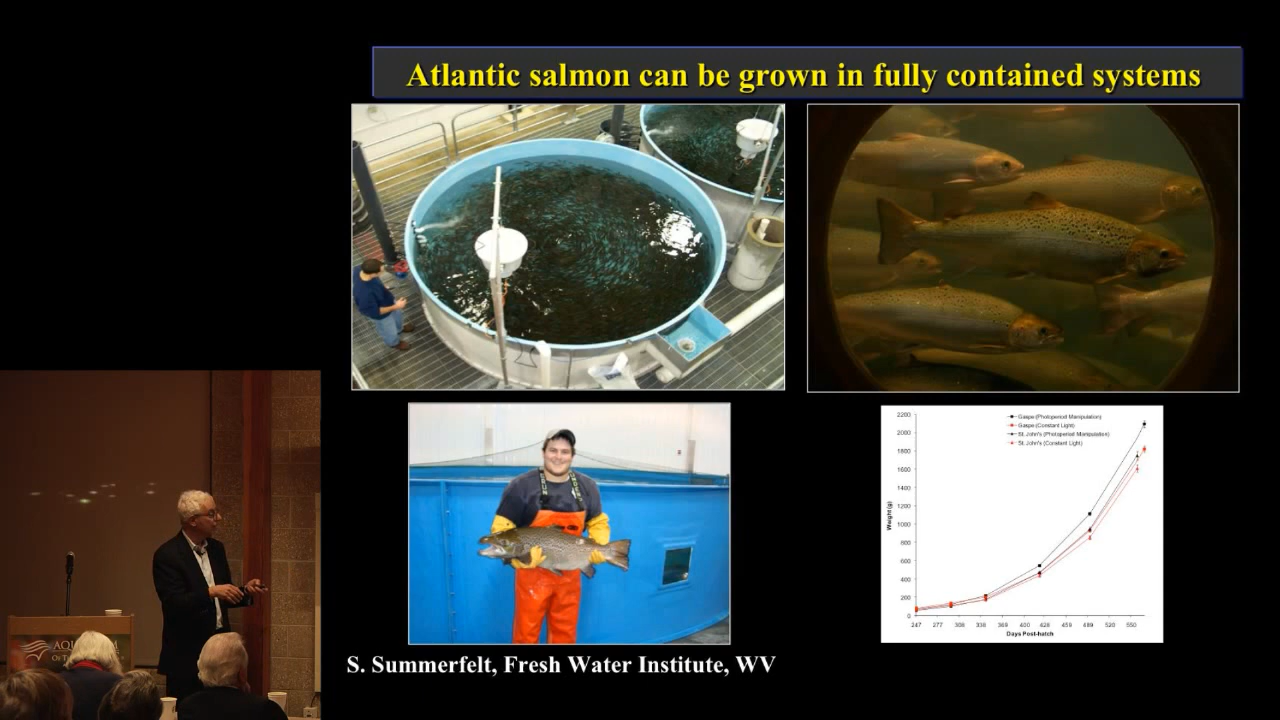 Atlantic salmon can be grown in fully contained systems
2200
2000
1800
1600
1400
1200
1000
800
600
400
200
0
Weight (g)
Gaspe (Photoperiod Manipulation)
Gaspe (Constant Light)
St. John's (Photoperiod Manipulation)
St. John's (Constant Light)
247 277 308 338 369 400 428 459 489 520 550
Days Post-hatch
S. Summerfelt, Fresh Water Institute, WV